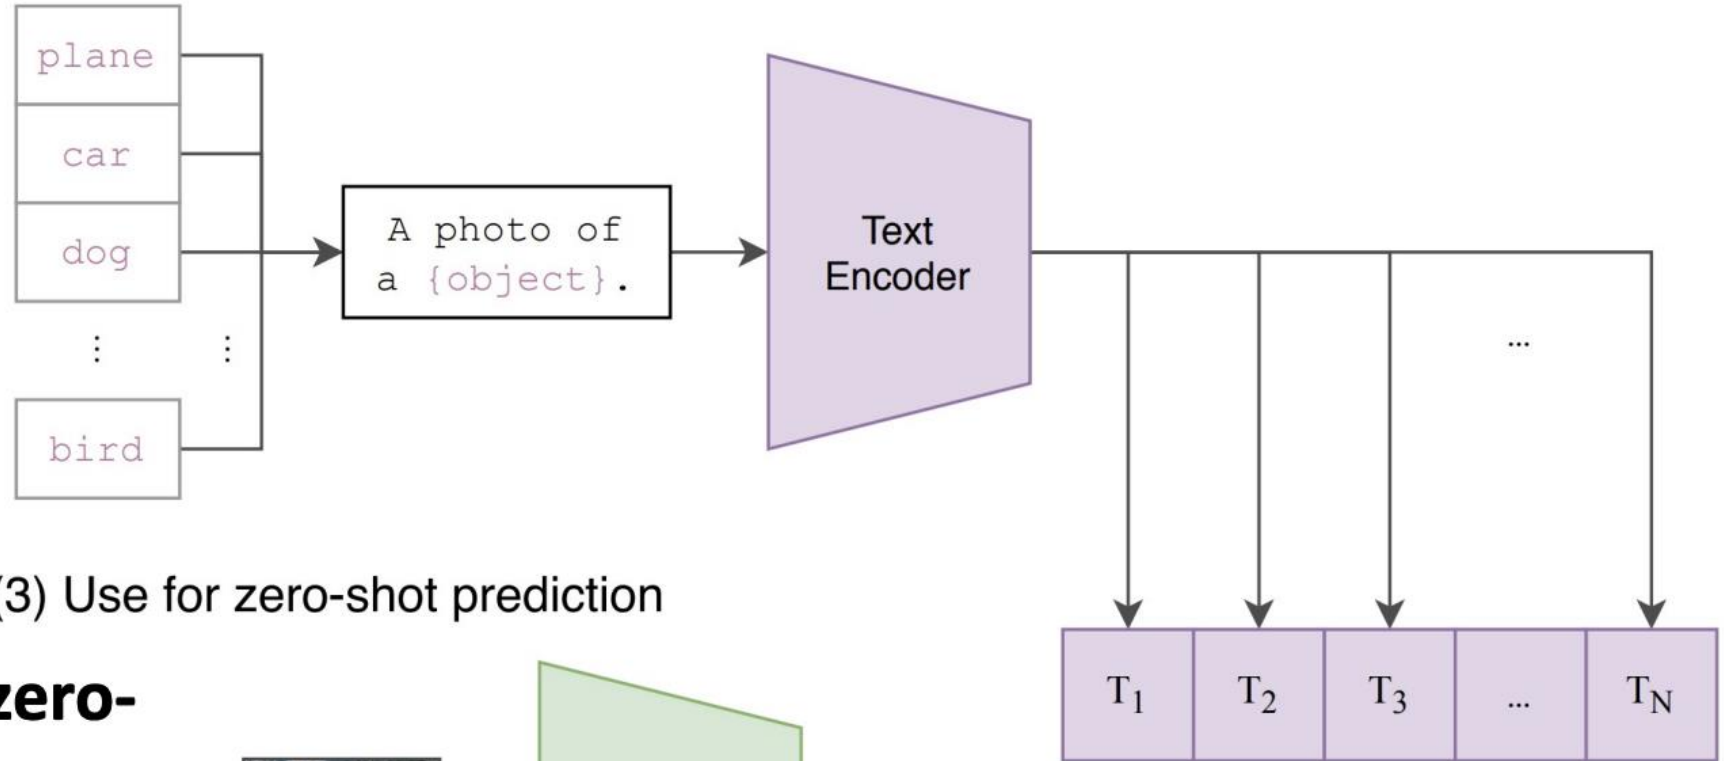 plane
car
dog
⋮ ⋮
bird
A photo of
a {object}.
Text
Encoder
...
(3) Use for zero-shot prediction
zero-
T1 T2 T3 ... TN